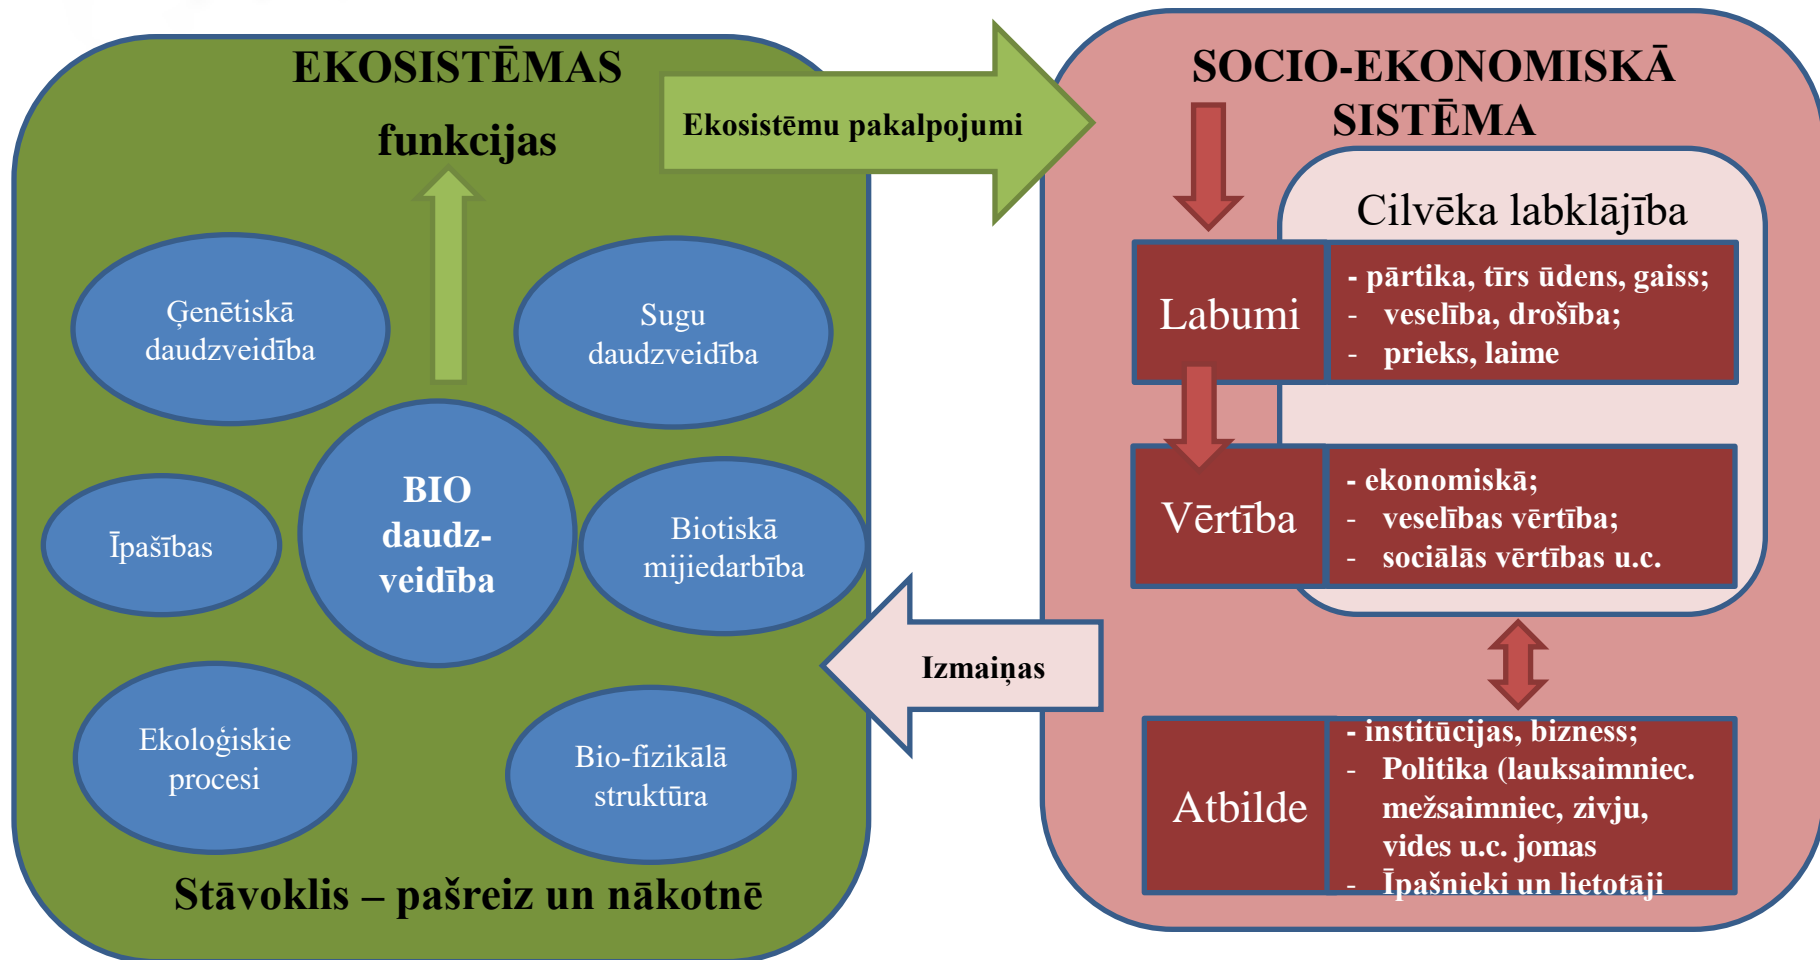 EKOSISTĒMAS
funkcijas
Ekosistēmu pakalpojumi
Ģenētiskā
daudzveidība
Sugu
daudzveidība
Īpašības
BIO
daudz-
veidība
Biotiskā
mijiedarbība
Ekoloģiskie
procesi
Bio-fizikālā
struktūra
Stāvoklis – pašreiz un nākotnē
Izmaiņas
SOCIO-EKONOMISKĀ
SISTĒMA
Cilvēka labklājība
Labumi
- pārtika, tīrs ūdens, gaiss;
- veselība, drošība;
- prieks, laime
Vērtība
- ekonomiskā;
- veselības vērtība;
- sociālās vērtības u.c.
Atbilde
- institūcijas, bizness;
- Politika (lauksaimniec.
mežsaimniec, zivju,
vides u.c. jomas
- Īpašnieki un lietotāji